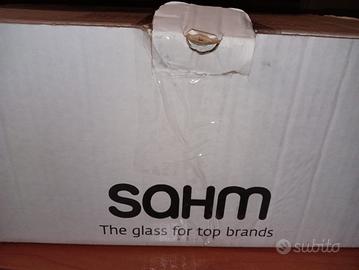 sahm
The glass for top brands
subito